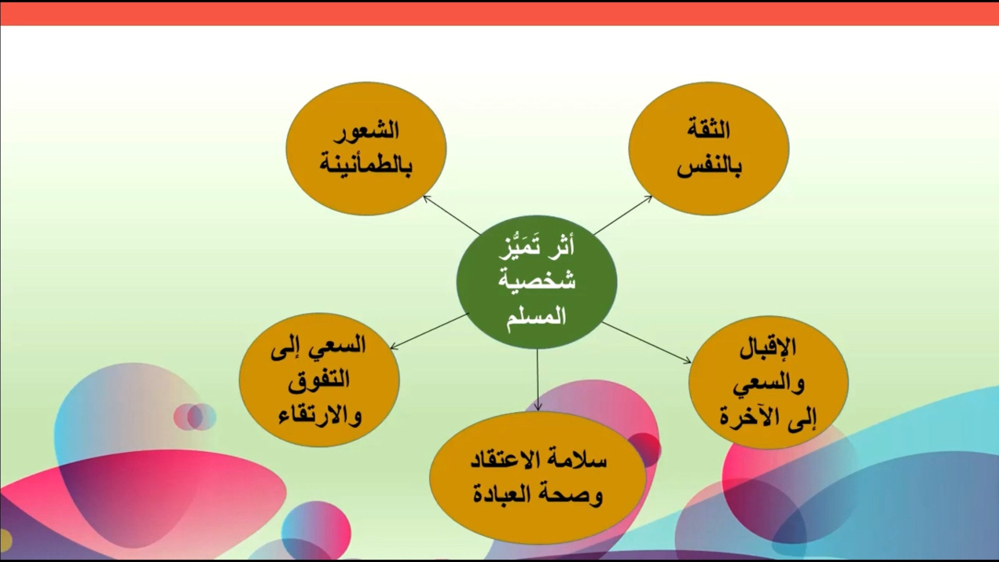 الثقة
بالنفس
الشعور
بالطمأنينة
أثر تَمَيُّز
شخصية
المسلم
الإقبال
والسعي
إلى الآخرة
السعي إلى
التفوق
والارتقاء
سلامة الاعتقاد
وصحة العبادة